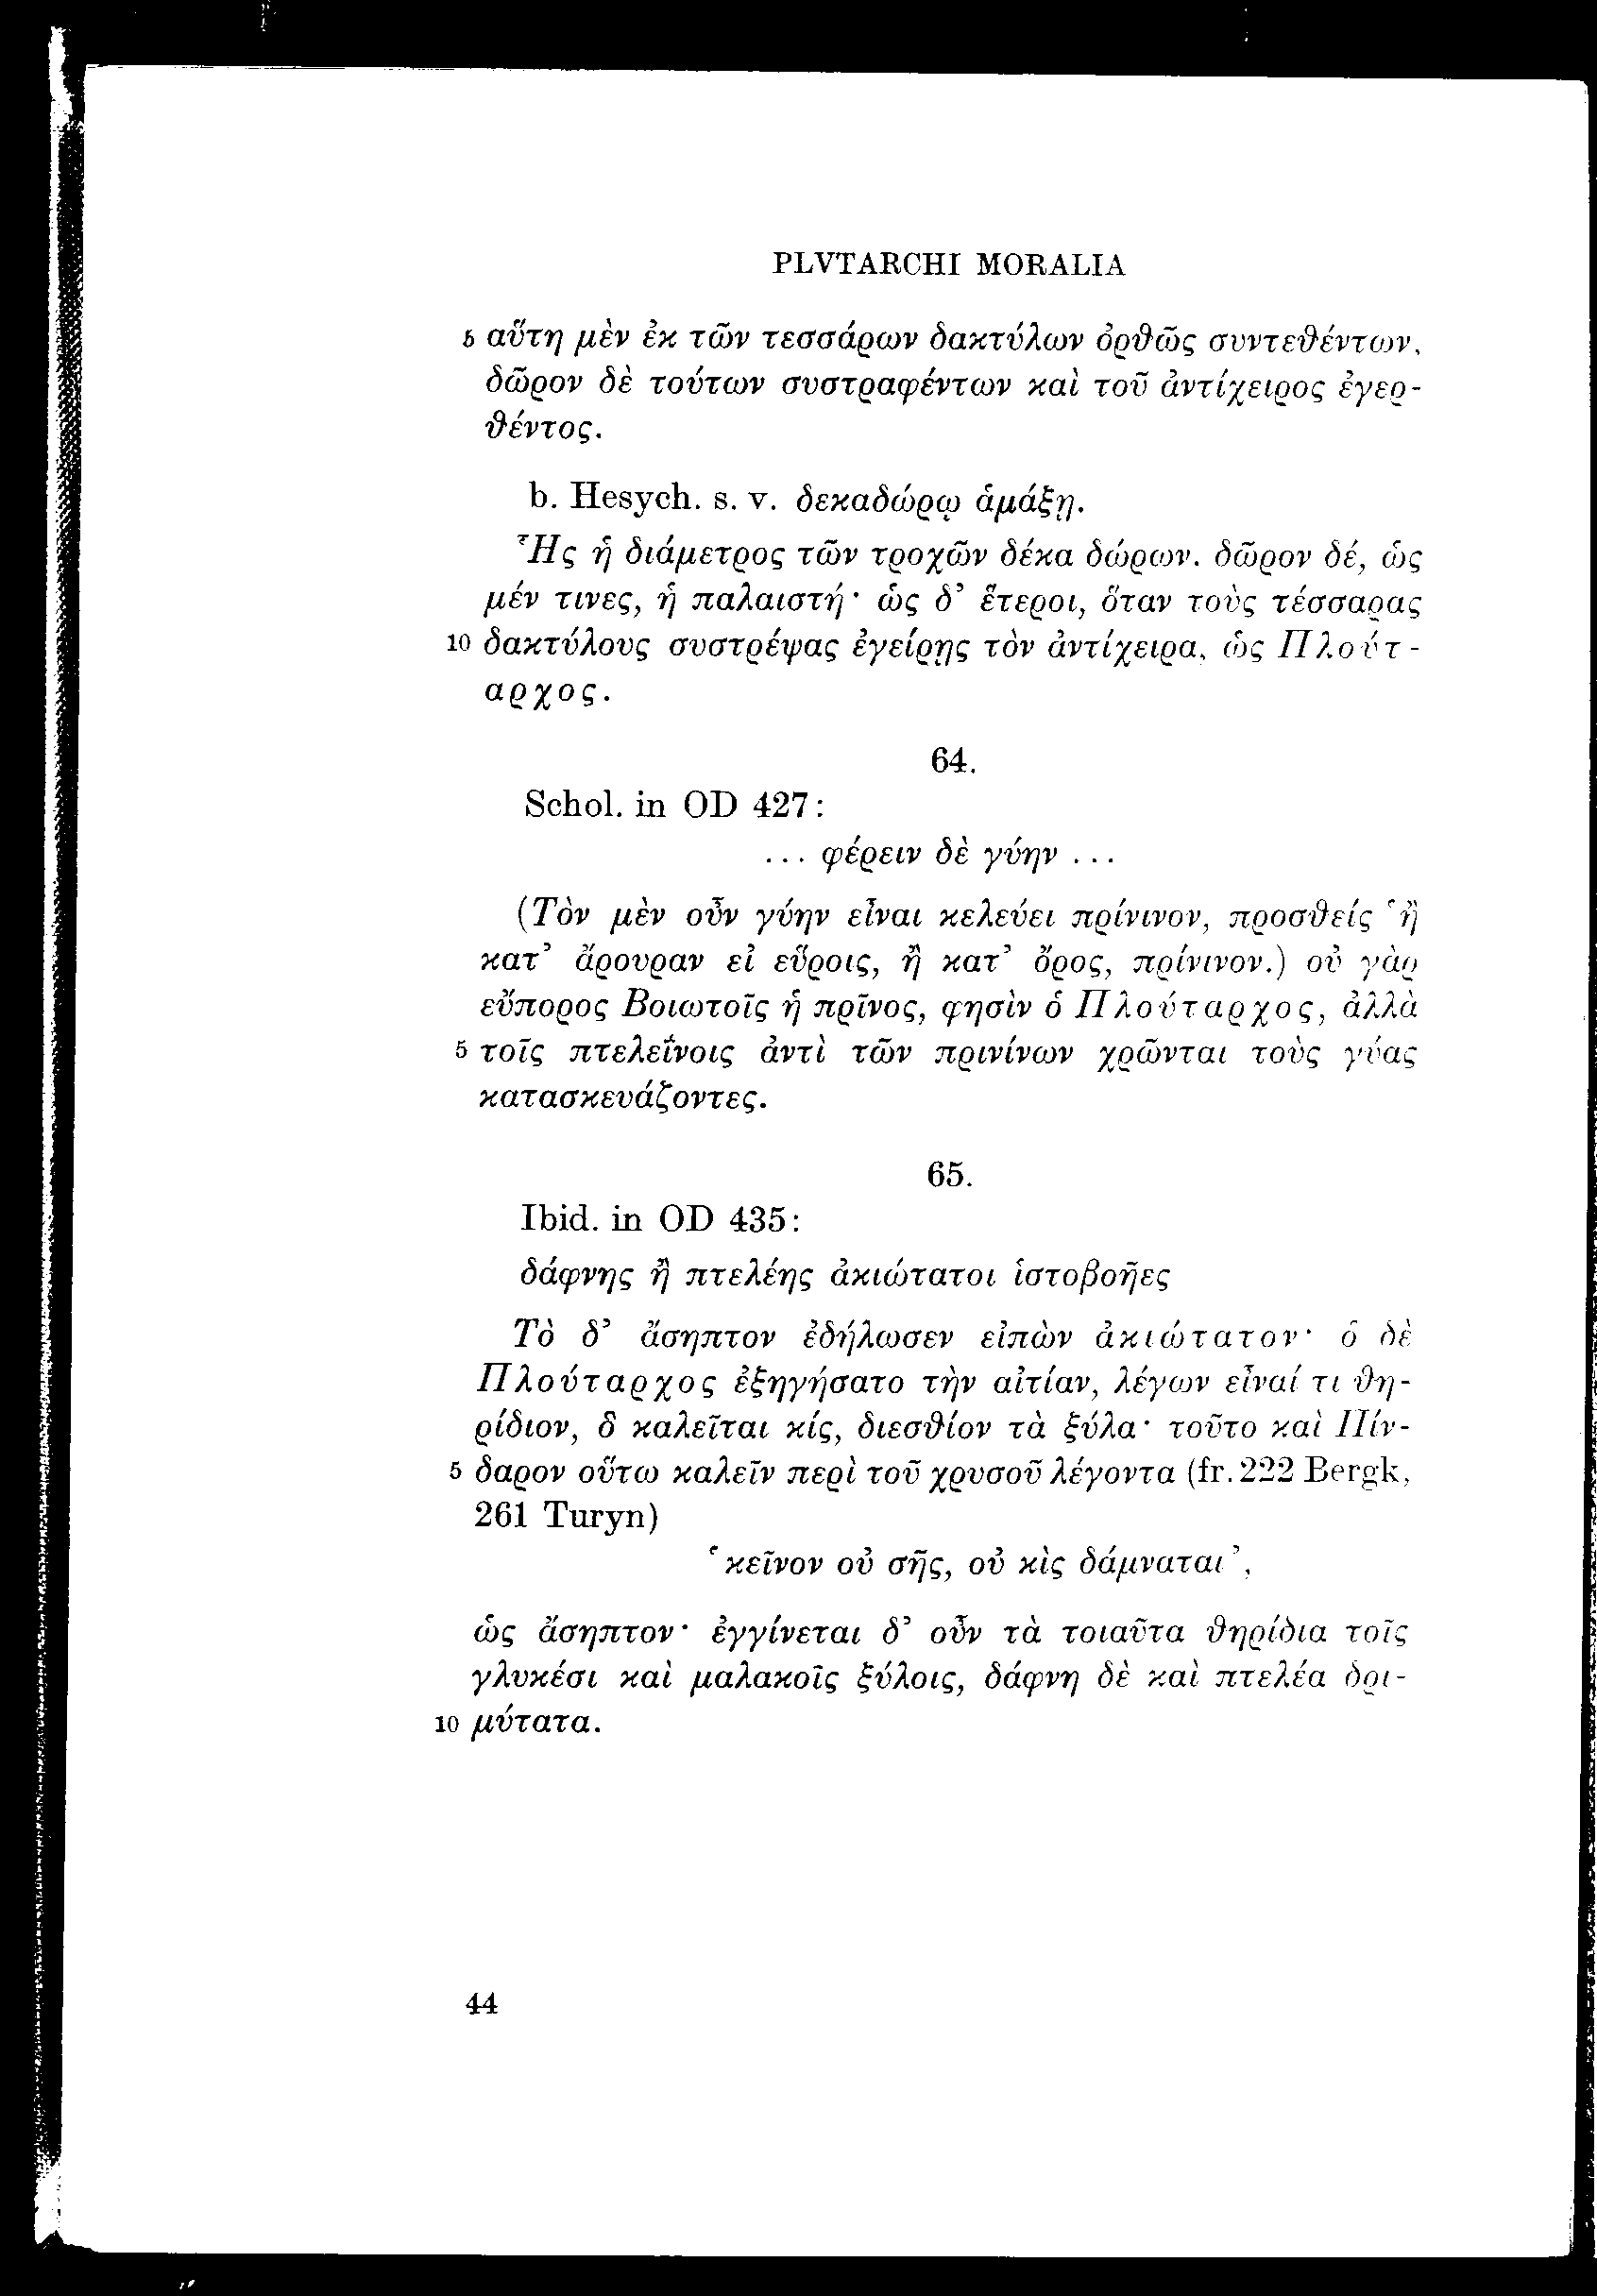 PLVTARCHI MORALIA
5 αὕτη μὲν ἐκ τῶν τεσσάρων δακτύλων ὀρθῶς συντεθέντων,
δῶρον δὲ τούτων συστραφέντων καὶ τοῦ ἀντίχειρος ἐγερ-
θέντος.
b. Hesych. s. v. δεκαδώρῳ ἁμάξῃ.
Ἧς ἡ διάμετρος τῶν τροχῶν δέκα δώρων. δῶρον δέ, ὡς
μέν τινες, ἡ παλαιστή· ὡς δ’ ἕτεροι, ὅταν τοὺς τέσσαρας
10 δακτύλους συστρέψας ἐγείρῃς τὸν ἀντίχειρα, ὡς Πλούτ-
αρχος.
64.
Schol. in OD 427:
... φέρειν δὲ γύην ...
(Τὸν μὲν οὖν γύην εἶναι κελεύει πρίνινον, προσθείς ‘ἢ
κατ’ ἄρουραν εἰ εὕροις, ἢ κατ’ ὄρος, πρίνινον.) οὐ γὰρ
εὔπορος Βοιωτοῖς ἡ πρῖνος, φησὶν ὁ Πλούταρχος, ἀλλὰ
5 τοῖς πτελεΐνοις ἀντὶ τῶν πρινίνων χρῶνται τοὺς γύας
κατασκευάζοντες.
65.
Ibid. in OD 435:
δάφνης ἢ πτελέης ἀκιώτατοι ἱστοβοῆες
Τὸ δ’ ἄσηπτον ἐδήλωσεν εἰπὼν ἀκιώτατον· ὁ δὲ
Πλούταρχος ἐξηγήσατο τὴν αἰτίαν, λέγων εἶναί τι θη-
ρίδιον, ὃ καλεῖται κίς, διεσθίον τὰ ξύλα· τοῦτο καὶ Πίν-
5 δαρον οὕτω καλεῖν περὶ τοῦ χρυσοῦ λέγοντα (fr. 222 Bergk,
261 Turyn)
‘κεῖνον οὐ σῆς, οὐ κὶς δάμναται’,
ὡς ἄσηπτον· ἐγγίνεται δ’ οὖν τὰ τοιαῦτα θηρίδια τοῖς
γλυκέσι καὶ μαλακοῖς ξύλοις, δάφνη δὲ καὶ πτελέα δρι-
10 μύτατα.
44